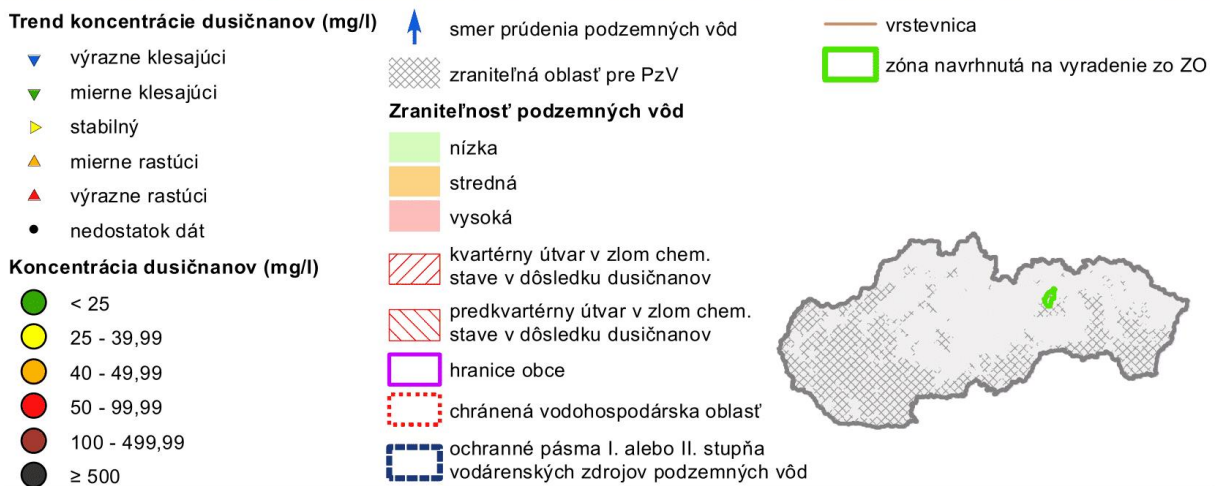 Trend koncentrácie dusičnanov (mg/l)
výrazne klesajúci
mierne klesajúci
stabilný
mierne rastúci
výrazne rastúci
nedostatok dát
Koncentrácia dusičnanov (mg/l)
< 25
25 - 39,99
40 - 49,99
50 - 99,99
100 - 499,99
≥ 500
smer prúdenia podzemných vôd
zraniteľná oblasť pre PzV
Zraniteľnosť podzemných vôd
nízka
stredná
vysoká
kvartérny útvar v zlom chem.
stave v dôsledku dusičnanov
predkvartérny útvar v zlom chem.
stave v dôsledku dusičnanov
hranice obce
chránená vodohospodárska oblasť
ochranné pásma I. alebo II. stupňa
vodárenských zdrojov podzemných vôd
vrstevnica
zóna navrhnutá na vyradenie zo ZO